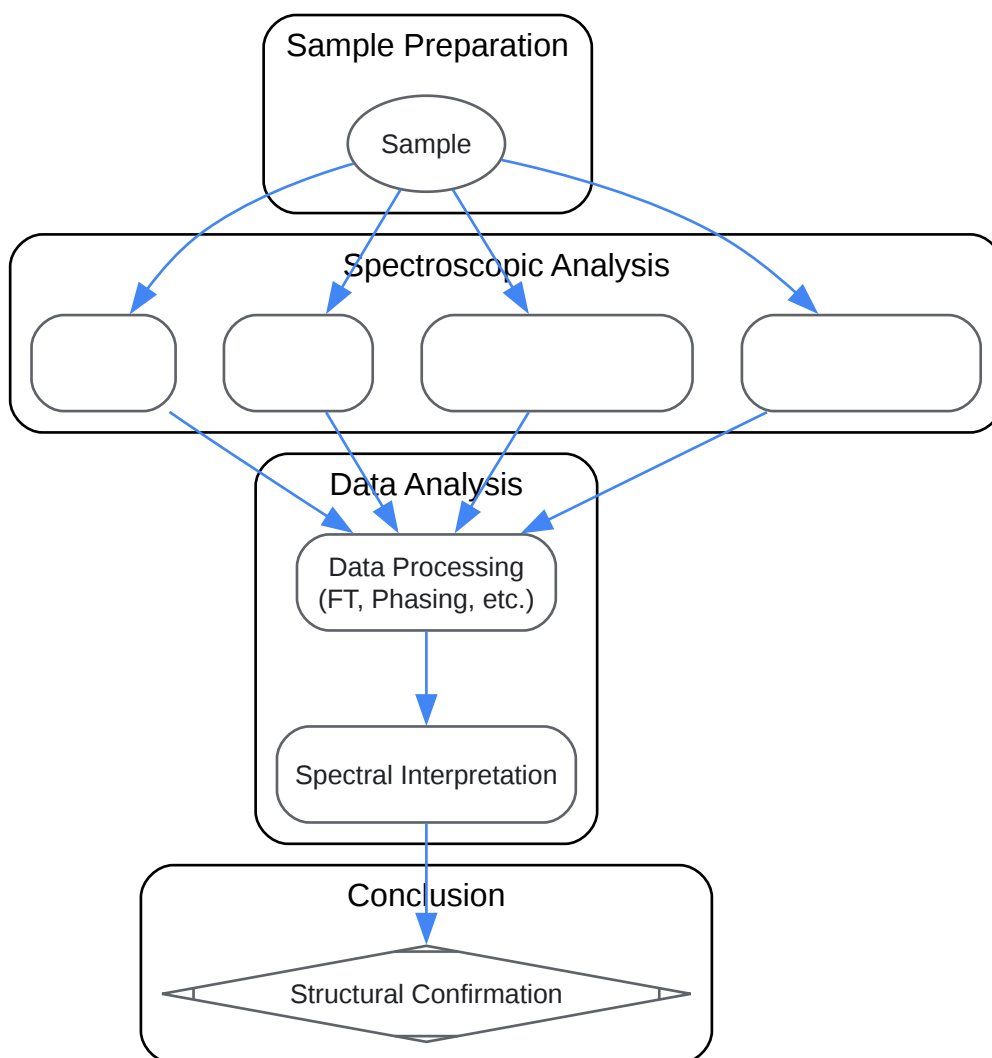 Sample Preparation
Sample
Spectroscopic Analysis
Data Analysis
Data Processing
(FT, Phasing, etc.)
Spectral Interpretation
Conclusion
Structural Confirmation